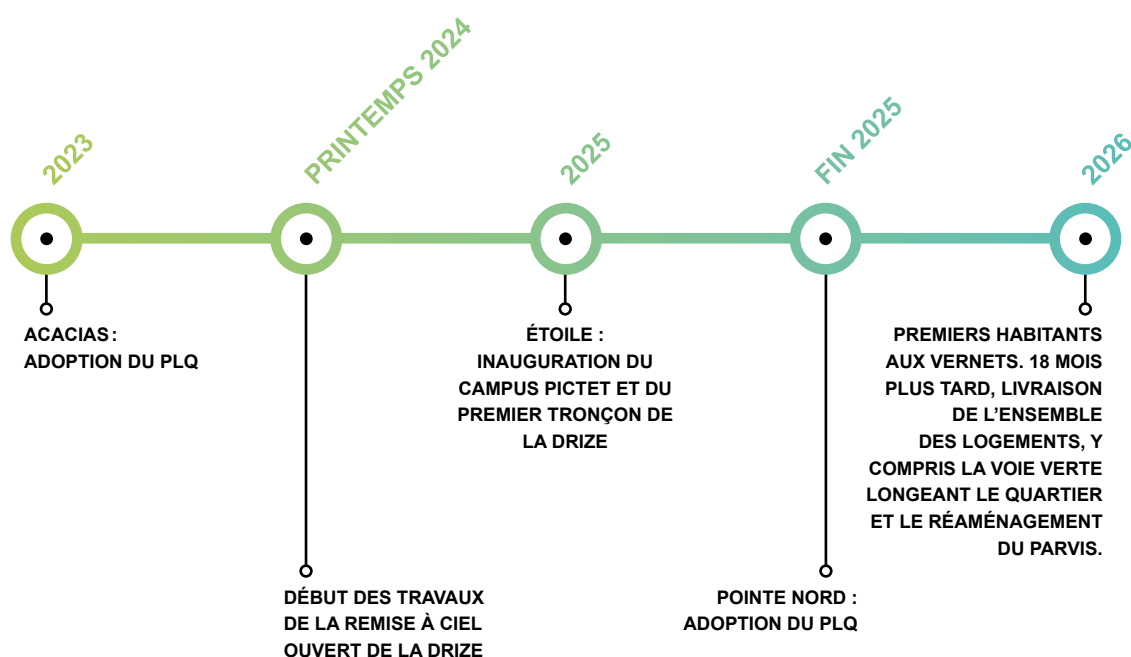 2023
PRINTEMPS 2024
2025
FIN 2025
2026
ACACIAS :
ADOPTION DU PLQ
DÉBUT DES TRAVAUX
DE LA REMISE À CIEL
OUVERT DE LA DRIZE
ÉTOILE :
INAUGURATION DU
CAMPUS PICTET ET DU
PREMIER TRONÇON DE
LA DRIZE
POINTE NORD :
ADOPTION DU PLQ
PREMIERS HABITANTS
AUX VERNETS. 18 MOIS
PLUS TARD, LIVRAISON
DE L’ENSEMBLE
DES LOGEMENTS, Y
COMPRIS LA VOIE VERTE
LONGEANT LE QUARTIER
ET LE RÉAMÉNAGEMENT
DU PARVIS.